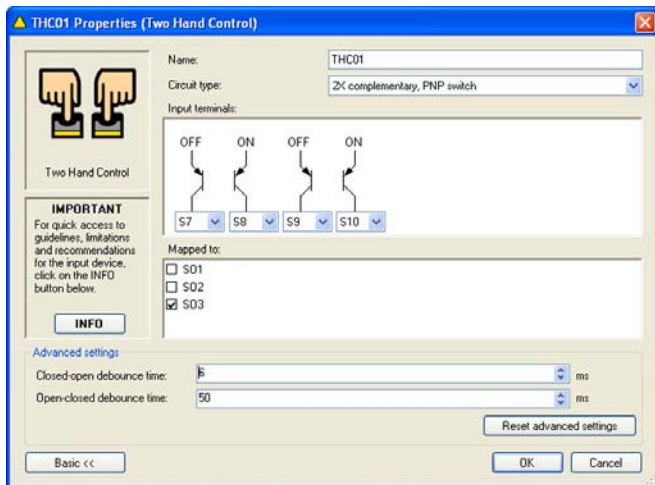 THC01 Properties (Two Hand Control)
Two Hand Control
IMPORTANT
For quick access to
guidelines, limitations
and recommendations
for the input device,
click on the INFO
button below.
INFO
Name: THC01
Circuit type: 2X complementary, PNP switch
Input terminals:
OFF ON OFF ON
S7 S8 S9 S10
Mapped to:
SO1
SO2
SO3
Advanced settings
Closed-open debounce time: 6 ms
Open-closed debounce time: 50 ms
Reset advanced settings
Basic << OK Cancel